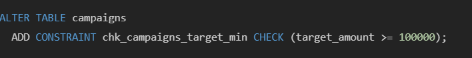 ALTER TABLE campaigns
ADD CONSTRAINT chk_campaigns_target_min CHECK (target_amount >= 100000);